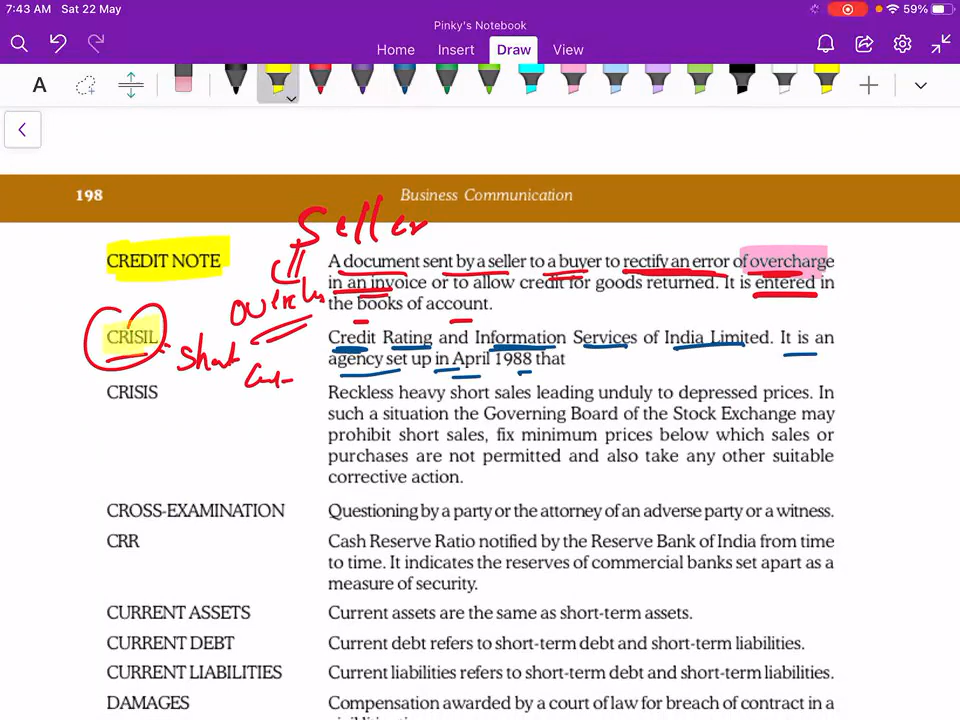 7:43 AM Sat 22 May
59%
Pinky's Notebook
Home Insert Draw View
A
198 Business Communication
Seller
CREDIT NOTE A document sent by a seller to a buyer to rectify an error of overcharge
in an invoice or to allow credit for goods returned. It is entered in
the books of account.
CRISIL Credit Rating and Information Services of India Limited. It is an
agency set up in April 1988 that
CRISIS Reckless heavy short sales leading unduly to depressed prices. In
such a situation the Governing Board of the Stock Exchange may
prohibit short sales, fix minimum prices below which sales or
purchases are not permitted and also take any other suitable
corrective action.
CROSS-EXAMINATION Questioning by a party or the attorney of an adverse party or a witness.
CRR Cash Reserve Ratio notified by the Reserve Bank of India from time
to time. It indicates the reserves of commercial banks set apart as a
measure of security.
CURRENT ASSETS Current assets are the same as short-term assets.
CURRENT DEBT Current debt refers to short-term debt and short-term liabilities.
CURRENT LIABILITIES Current liabilities refers to short-term debt and short-term liabilities.
DAMAGES Compensation awarded by a court of law for breach of contract in a